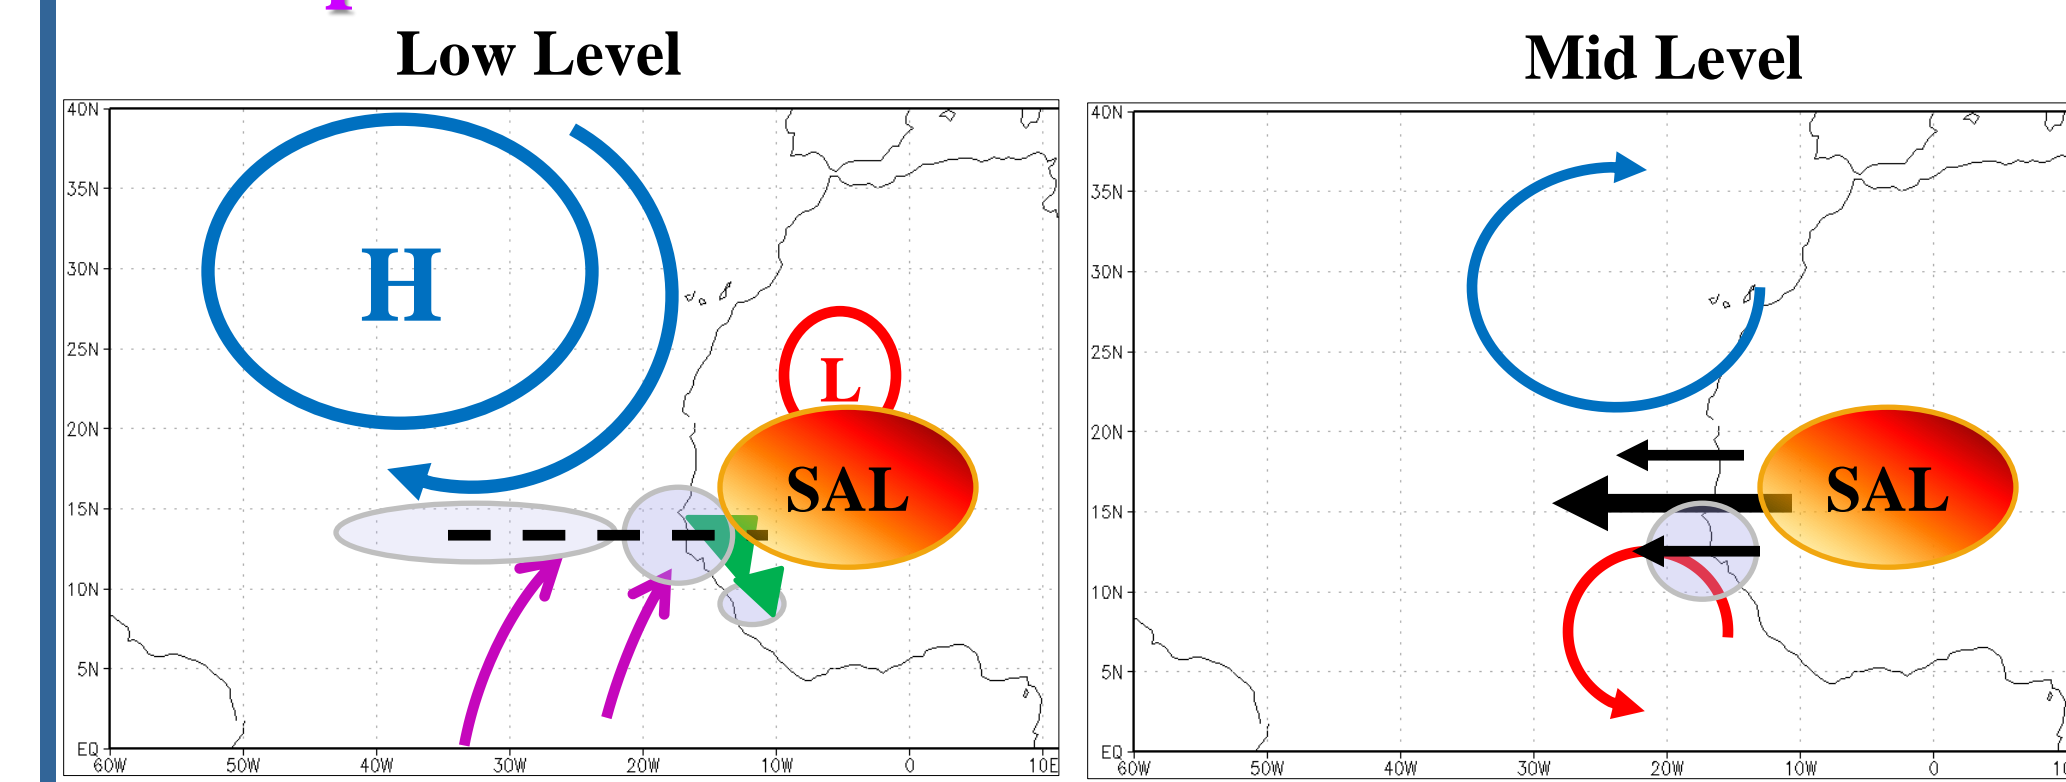 Low Level
Mid Level
40N
35N
30N
25N
20N
15N
10N
5N
EQ
60W 50W 40W 30W 20W 10W 0 10E
H
L
SAL
40N
35N
30N
25N
20N
15N
10N
5N
EQ
60W 50W 40W 30W 20W 10W 0
SAL